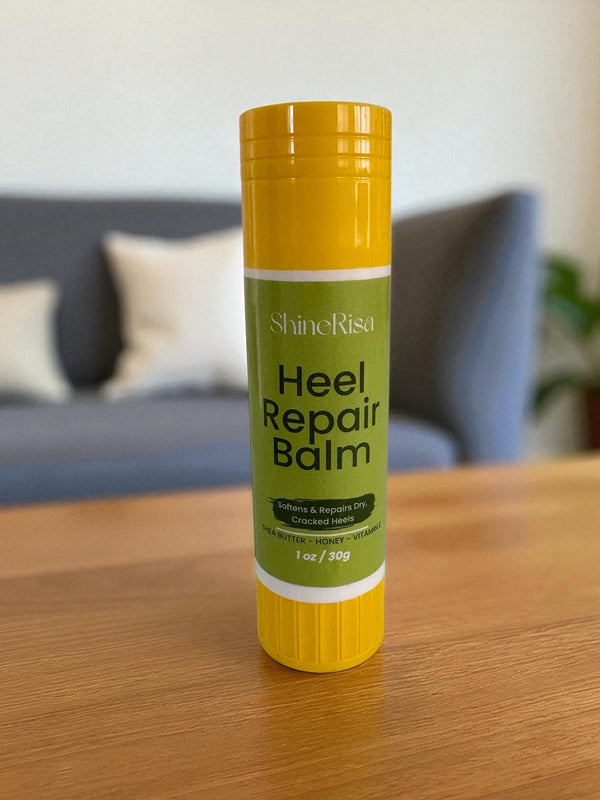 ShineRisa
Heel
Repair
Balm
Softens & Repairs Dry,
Cracked Heels
SHEA BUTTER - HONEY - VITAMIN E
1 oz / 30g